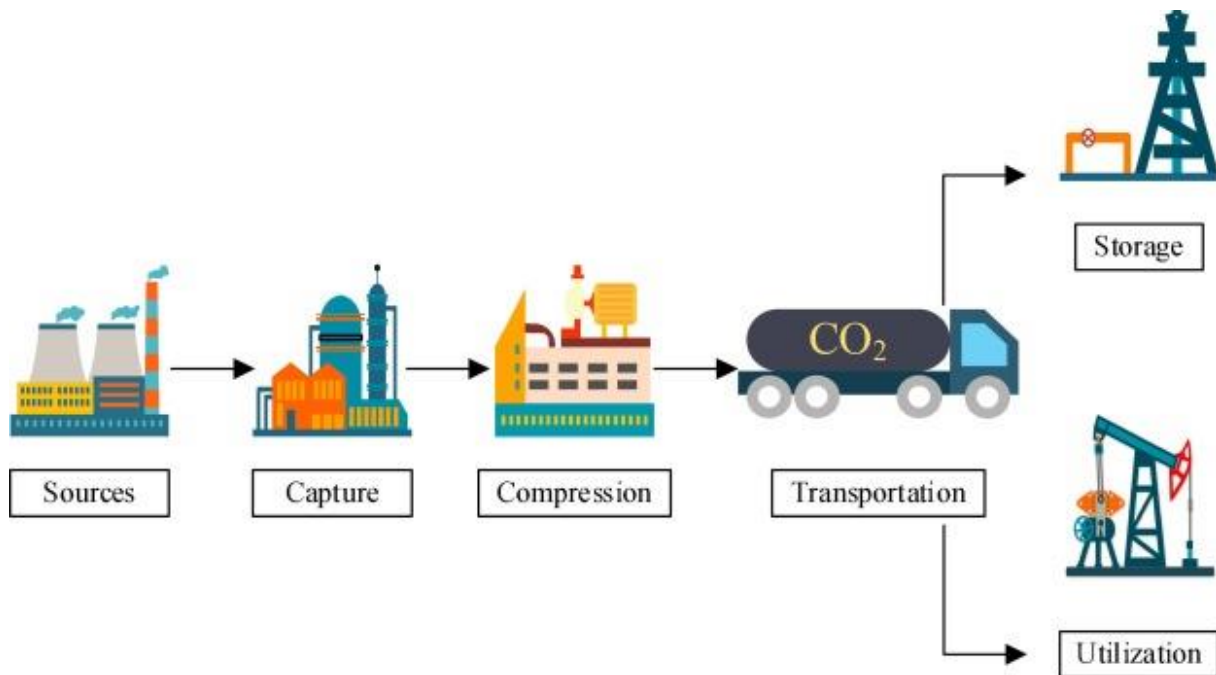 Storage
CO₂
Sources
Capture
Compression
Transportation
Utilization